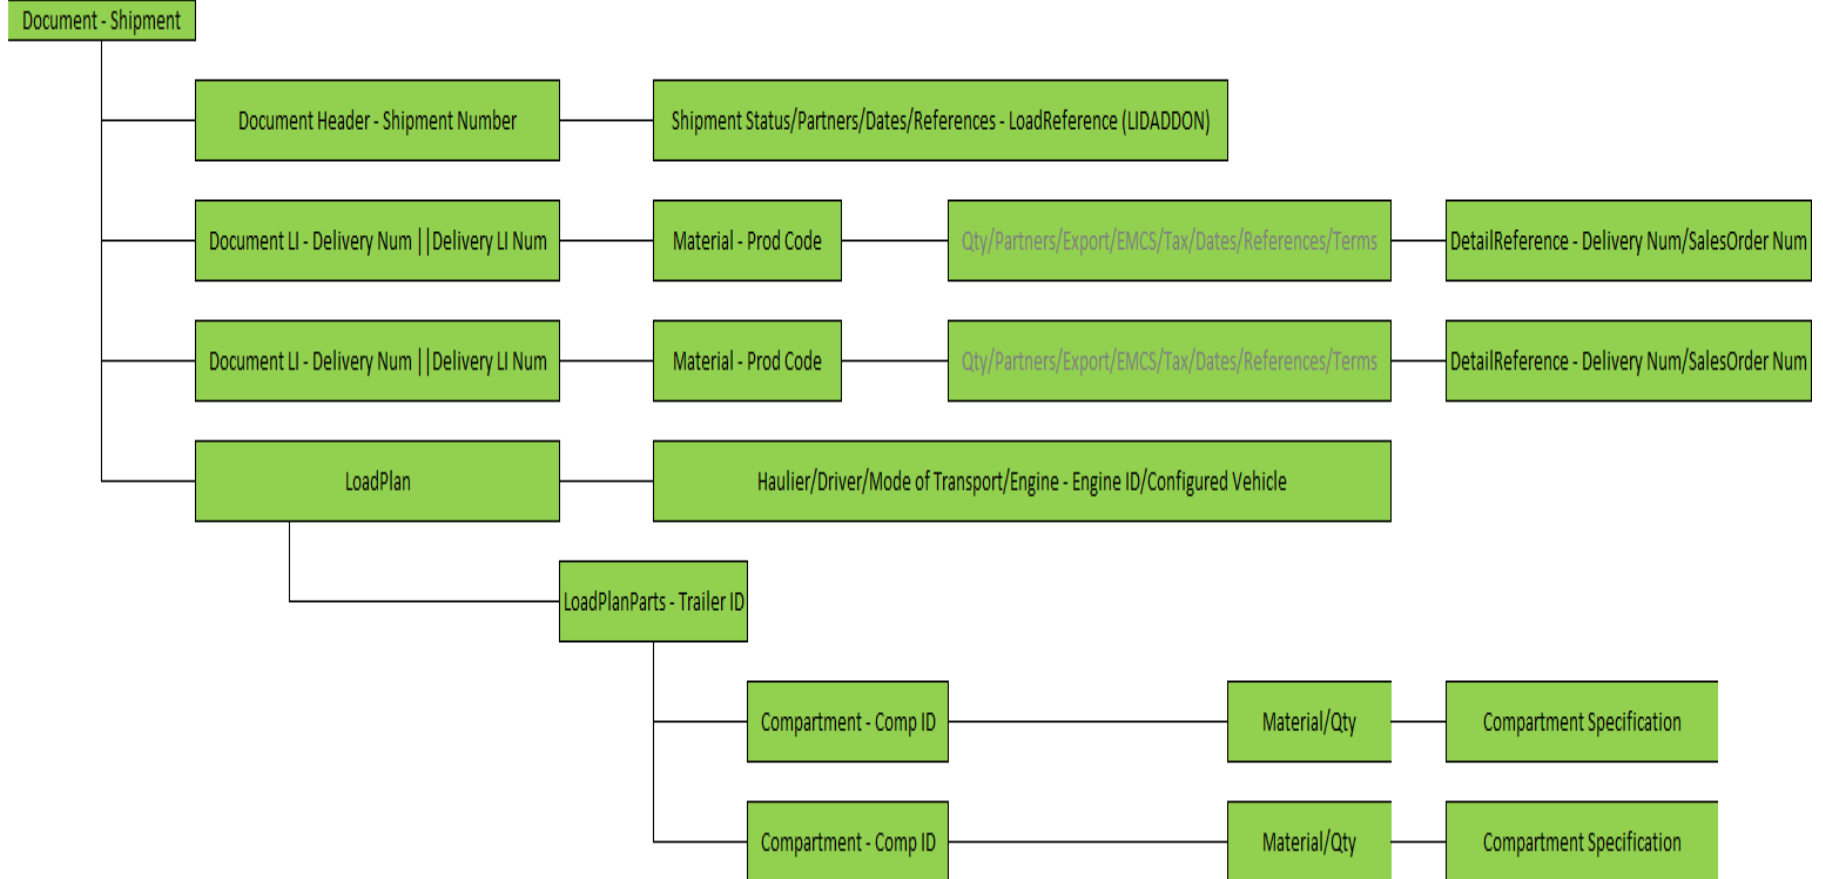 Document - Shipment
Document Header - Shipment Number
Shipment Status/Partners/Dates/References - LoadReference (LIDADDON)
Document LI - Delivery Num ||Delivery LI Num
Material - Prod Code
Qty/Partners/Export/EMCS/Tax/Dates/References/Terms
DetailReference - Delivery Num/SalesOrder Num
Document LI - Delivery Num ||Delivery LI Num
Material - Prod Code
Qty/Partners/Export/EMCS/Tax/Dates/References/Terms
DetailReference - Delivery Num/SalesOrder Num
LoadPlan
Haulier/Driver/Mode of Transport/Engine - Engine ID/Configured Vehicle
LoadPlanParts - Trailer ID
Compartment - Comp ID
Material/Qty
Compartment Specification
Compartment - Comp ID
Material/Qty
Compartment Specification